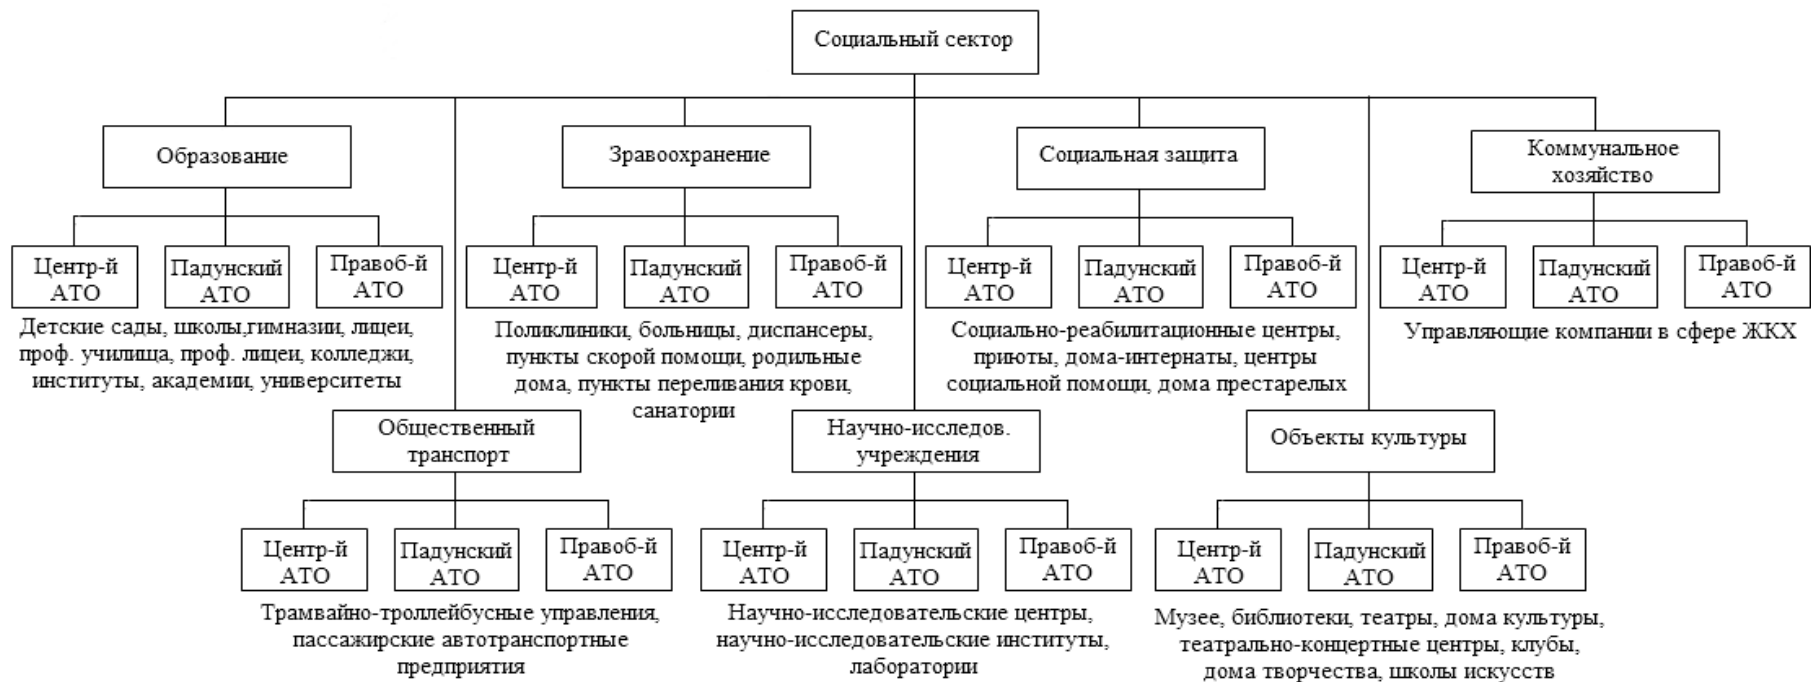 Социальный сектор
Образование
Зравоохранение
Социальная защита
Коммунальное
хозяйство
Центр-й
АТО
Падунский
АТО
Правоб-й
АТО
Центр-й
АТО
Падунский
АТО
Правоб-й
АТО
Центр-й
АТО
Падунский
АТО
Правоб-й
АТО
Центр-й
АТО
Падунский
АТО
Правоб-й
АТО
Детские сады, школы,гимназии, лицеи,
проф. училища, проф. лицеи, колледжи,
институты, академии, университеты
Поликлиники, больницы, диспансеры,
пункты скорой помощи, родильные
дома, пункты переливания крови,
санатории
Социально-реабилитационные центры,
приюты, дома-интернаты, центры
социальной помощи, дома престарелых
Управляющие компании в сфере ЖКХ
Общественный
транспорт
Научно-исследов.
учреждения
Объекты культуры
Центр-й
АТО
Падунский
АТО
Правоб-й
АТО
Центр-й
АТО
Падунский
АТО
Правоб-й
АТО
Центр-й
АТО
Падунский
АТО
Правоб-й
АТО
Трамвайно-троллейбусные управления,
пассажирские автотранспортные
предприятия
Научно-исследовательские центры,
научно-исследовательские институты,
лаборатории
Музее, библиотеки, театры, дома культуры,
театрально-концертные центры, клубы,
дома творчества, школы искусств